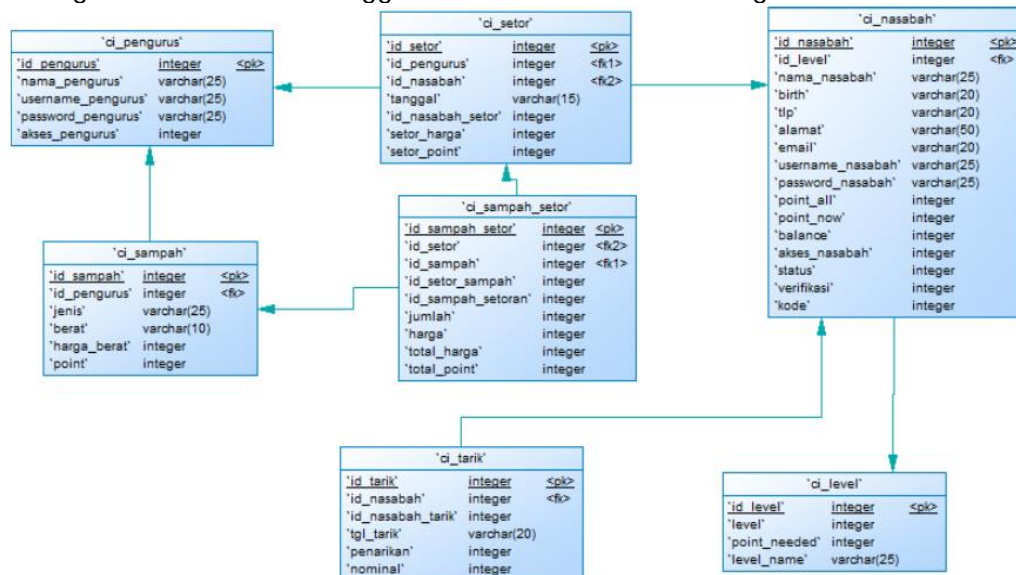 `ci_pengurus`
`id_pengurus` integer <pk>
`nama_pengurus` varchar(25)
`username_pengurus` varchar(25)
`password_pengurus` varchar(25)
`akses_pengurus` integer
`ci_setor`
`id_setor` integer <pk>
`id_pengurus` integer <fk1>
`id_nasabah` integer <fk2>
`tanggal` varchar(15)
`id_nasabah_setor` integer
`setor_harga` integer
`setor_point` integer
`ci_nasabah`
`id_nasabah` integer <pk>
`id_level` integer <fk>
`nama_nasabah` varchar(25)
`birth` varchar(20)
`tlp` varchar(20)
`alamat` varchar(50)
`email` varchar(20)
`username_nasabah` varchar(25)
`password_nasabah` varchar(25)
`point_all` integer
`point_now` integer
`balance` integer
`akses_nasabah` integer
`status` integer
`verifikasi` integer
`kode` integer
`ci_sampah_setor`
`id_sampah_setor` integer <pk>
`id_setor` integer <fk2>
`id_sampah` integer <fk1>
`id_setor_sampah` integer
`id_sampah_setoran` integer
`jumlah` integer
`harga` integer
`total_harga` integer
`total_point` integer
`ci_sampah`
`id_sampah` integer <pk>
`id_pengurus` integer <fk>
`jenis` varchar(25)
`berat` varchar(10)
`harga_berat` integer
`point` integer
`ci_tarik`
`id_tarik` integer <pk>
`id_nasabah` integer <fk>
`id_nasabah_tarik` integer
`tgl_tarik` varchar(20)
`penarikan` integer
`nominal` integer
`ci_level`
`id_level` integer <pk>
`level` integer
`point_needed` integer
`level_name` varchar(25)